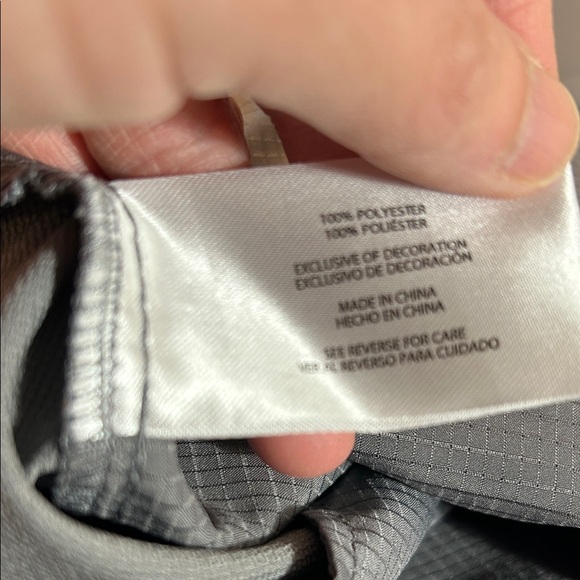 100% POLYESTER
100% POLIÉSTER
EXCLUSIVE OF DECORATION
EXCLUSIVO DE DECORACIÓN
MADE IN CHINA
HECHO EN CHINA
SEE REVERSE FOR CARE
VER EL REVERSO PARA CUIDADO